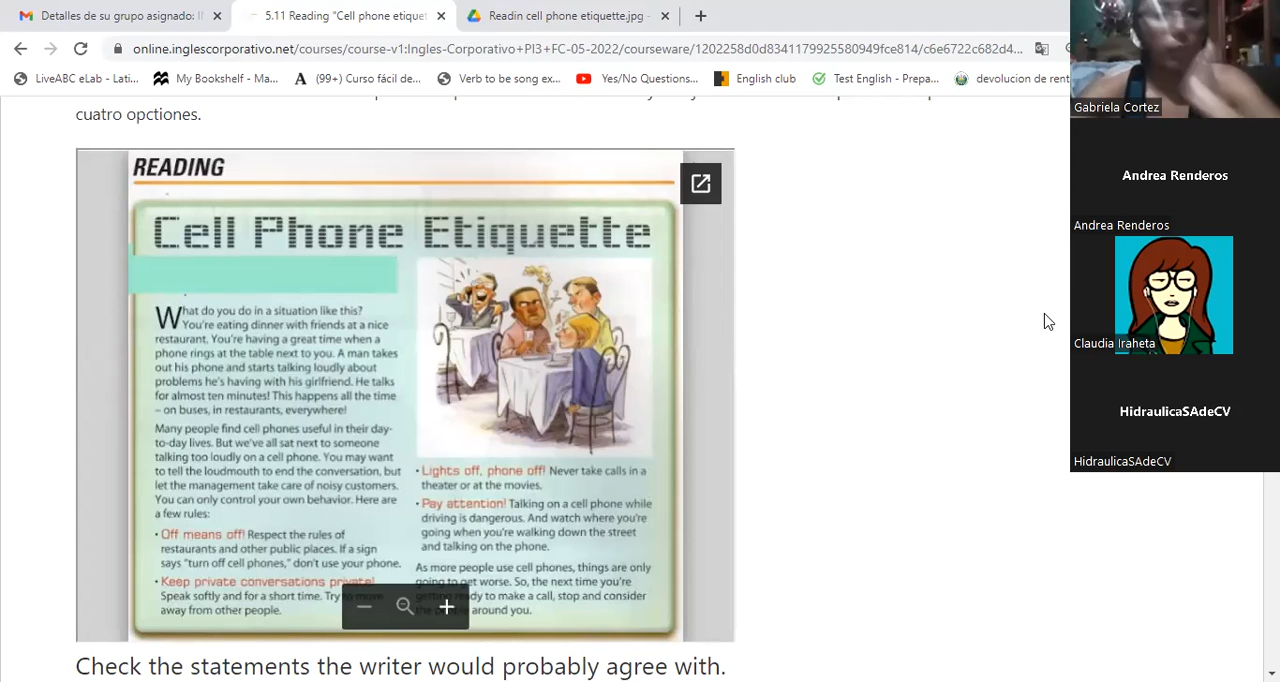 Detalles de su grupo asignado: I
5.11 Reading "Cell phone etiquet
Readin cell phone etiquette.jpg -
online.inglescorporativo.net/courses/course-v1:Ingles-Corporativo+PI3+FC-05-2022/courseware/1202258d0d8341179925580949fce814/c6e6722c682d4...
LiveABC eLab - Lati...
My Bookshelf - Ma...
(99+) Curso fácil de...
Verb to be song ex...
Yes/No Questions...
English club
Test English - Prepa...
devolucion de rent
cuatro opctiones.
READING
Cell Phone Etiquette
What do you do in a situation like this?
You're eating dinner with friends at a nice
restaurant. You're having a great time when a
phone rings at the table next to you. A man takes
out his phone and starts talking loudly about
problems he's having with his girlfriend. He talks
for almost ten minutes! This happens all the time
– on buses, in restaurants, everywhere!
Many people find cell phones useful in their day-
to-day lives. But we've all sat next to someone
talking too loudly on a cell phone. You may want
to tell the loudmouth to end the conversation, but
let the management take care of noisy customers.
You can only control your own behavior. Here are
a few rules:
• Off means off! Respect the rules of
restaurants and other public places. If a sign
says "turn off cell phones," don't use your phone.
• Keep private conversations private!
Speak softly and for a short time. Try to move
away from other people.
• Lights off, phone off! Never take calls in a
theater or at the movies.
• Pay attention! Talking on a cell phone while
driving is dangerous. And watch where you're
going when you're walking down the street
and talking on the phone.
As more people use cell phones, things are only
going to get worse. So, the next time you're
getting ready to make a call, stop and consider
the people around you.
Check the statements the writer would probably agree with.
Gabriela Cortez
Andrea Renderos
Andrea Renderos
Claudia Iraheta
HidraulicaSAdeCV
HidraulicaSAdeCV